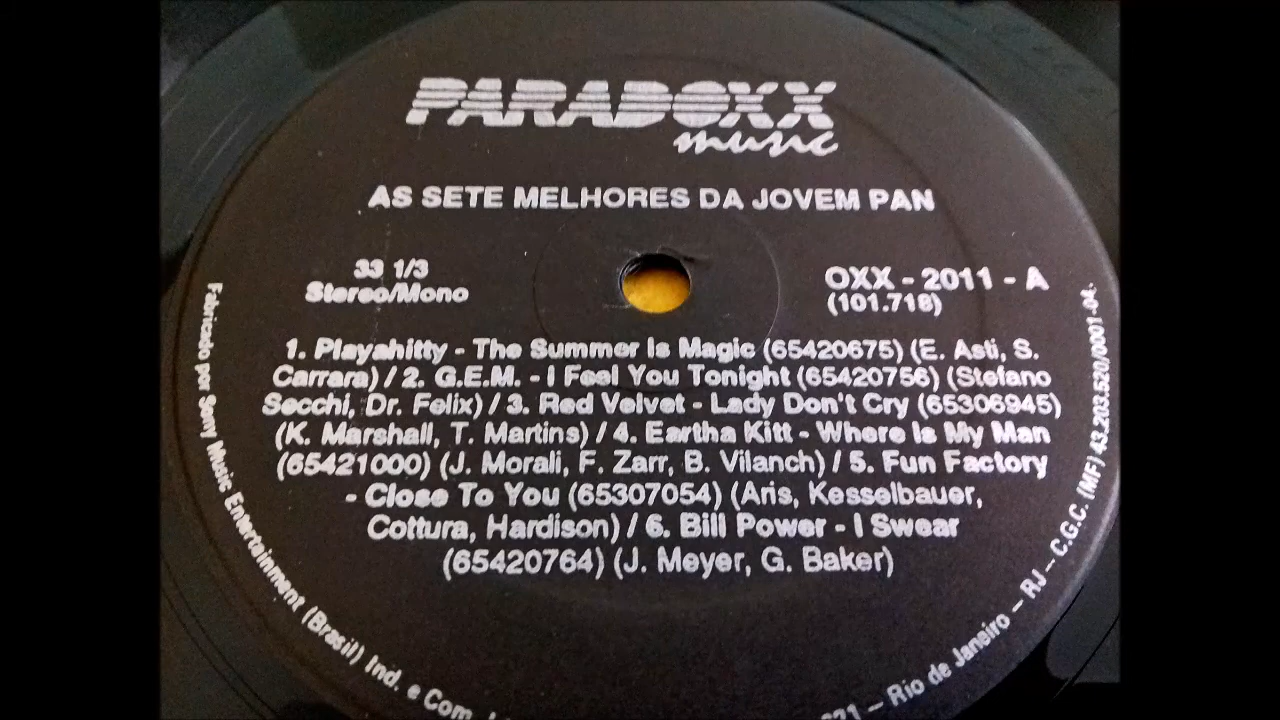 PARADOXX
music
AS SETE MELHORES DA JOVEM PAN
33 1/3
Stereo/Mono
OXX - 2011 - A
(101.718)
1. Playahitty - The Summer Is Magic (65420675) (E. Asti, S.
Carrara) / 2. G.E.M. - I Feel You Tonight (65420756) (Stefano
Secchi, Dr. Felix) / 3. Red Velvet - Lady Don't Cry (65306945)
(K. Marshall, T. Martins) / 4. Eartha Kitt - Where Is My Man
(65421000) (J. Morali, F. Zarr, B. Vilanch) / 5. Fun Factory
- Close To You (65307054) (Aris, Kesselbauer,
Cottura, Hardison) / 6. Bill Power - I Swear
(65420764) (J. Meyer, G. Baker)
Fabricado por Sony Music Entertainment (Brasil) Ind. e Com.
– Rio de Janeiro – RJ – C.G.C. (MF) 43.203.520/0001-04.